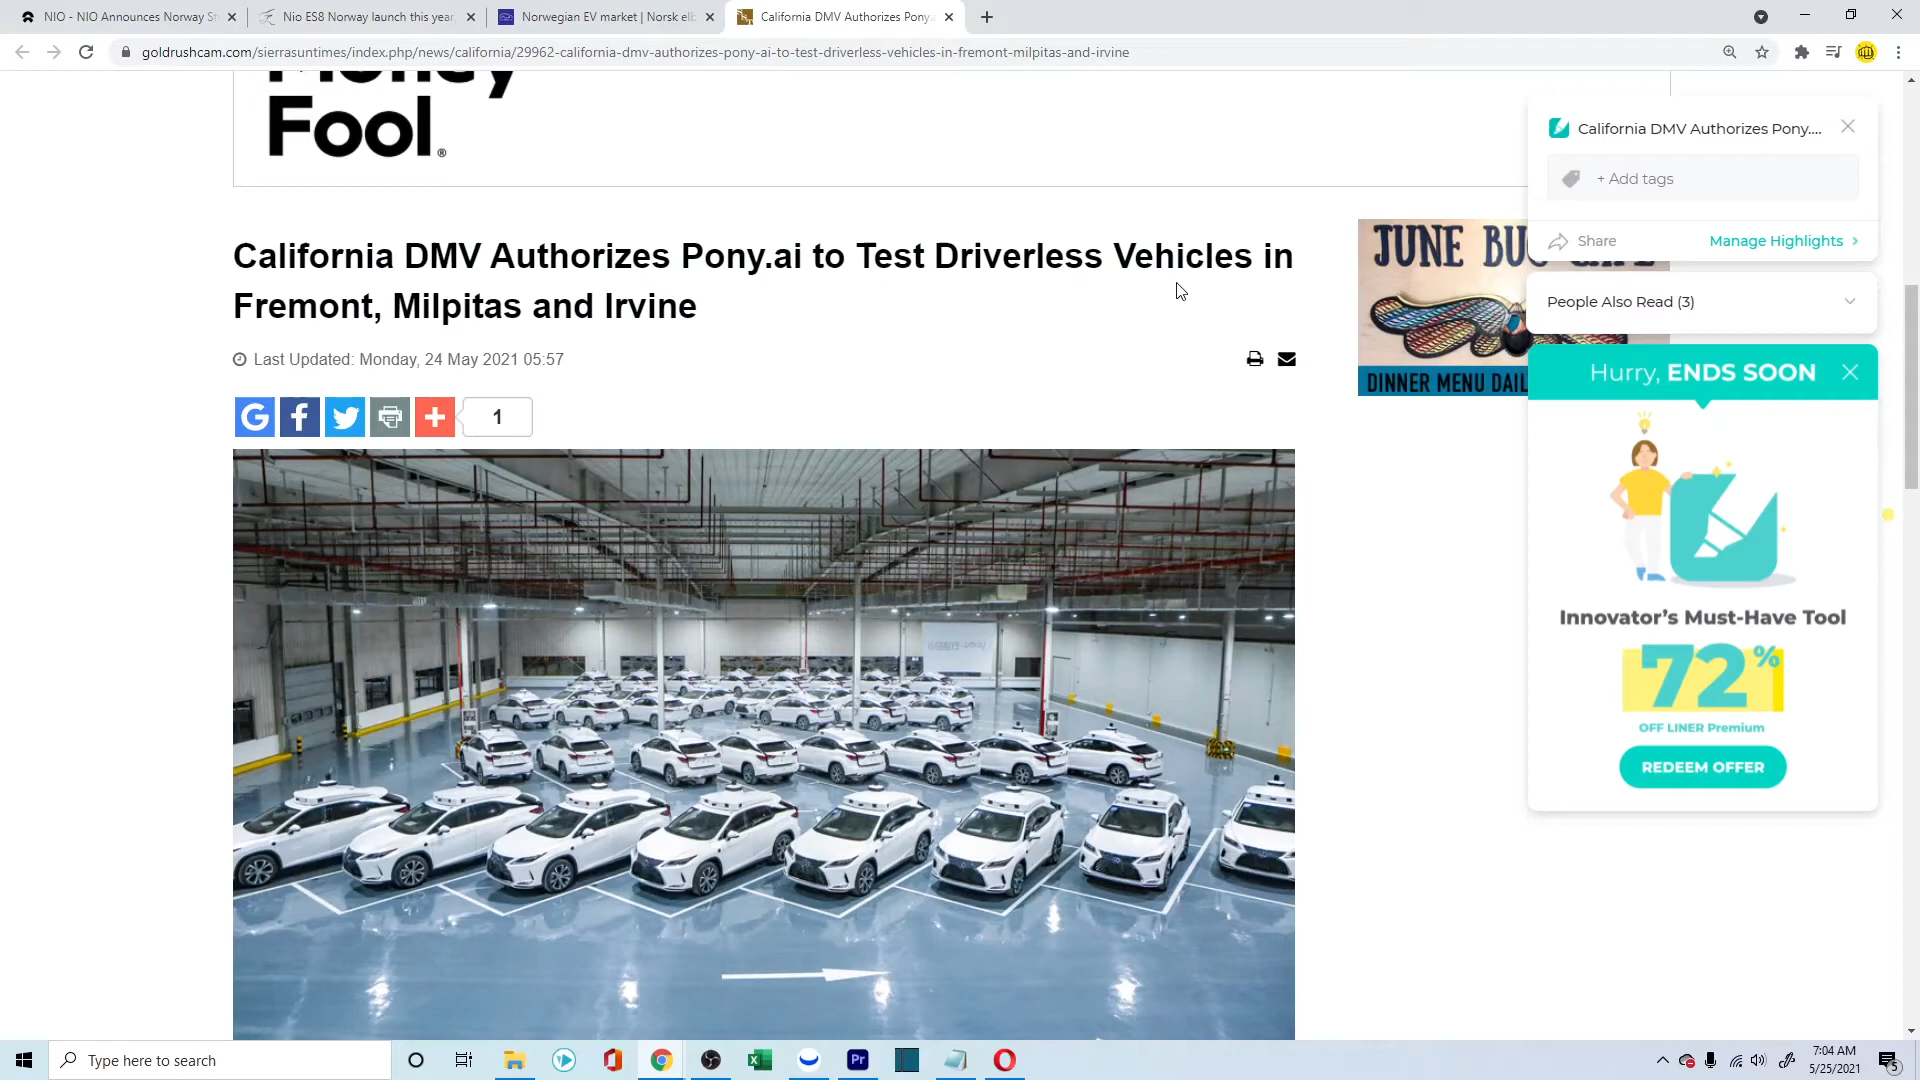 NIO - NIO Announces Norway St
Nio ES8 Norway launch this year,
Norwegian EV market | Norsk elb
California DMV Authorizes Pony.
goldrushcam.com/sierrasuntimes/index.php/news/california/29962-california-dmv-authorizes-pony-ai-to-test-driverless-vehicles-in-fremont-milpitas-and-irvine
Fool.®
California DMV Authorizes Pony.ai to Test Driverless Vehicles in
Fremont, Milpitas and Irvine
Last Updated: Monday, 24 May 2021 05:57
1
JUNE BUG
DINNER MENU DAIL
California DMV Authorizes Pony....
+ Add tags
Share
Manage Highlights
People Also Read (3)
Hurry, ENDS SOON
Innovator's Must-Have Tool
72%
OFF LINER Premium
REDEEM OFFER
Type here to search
Pr
7:04 AM
5/25/2021
5